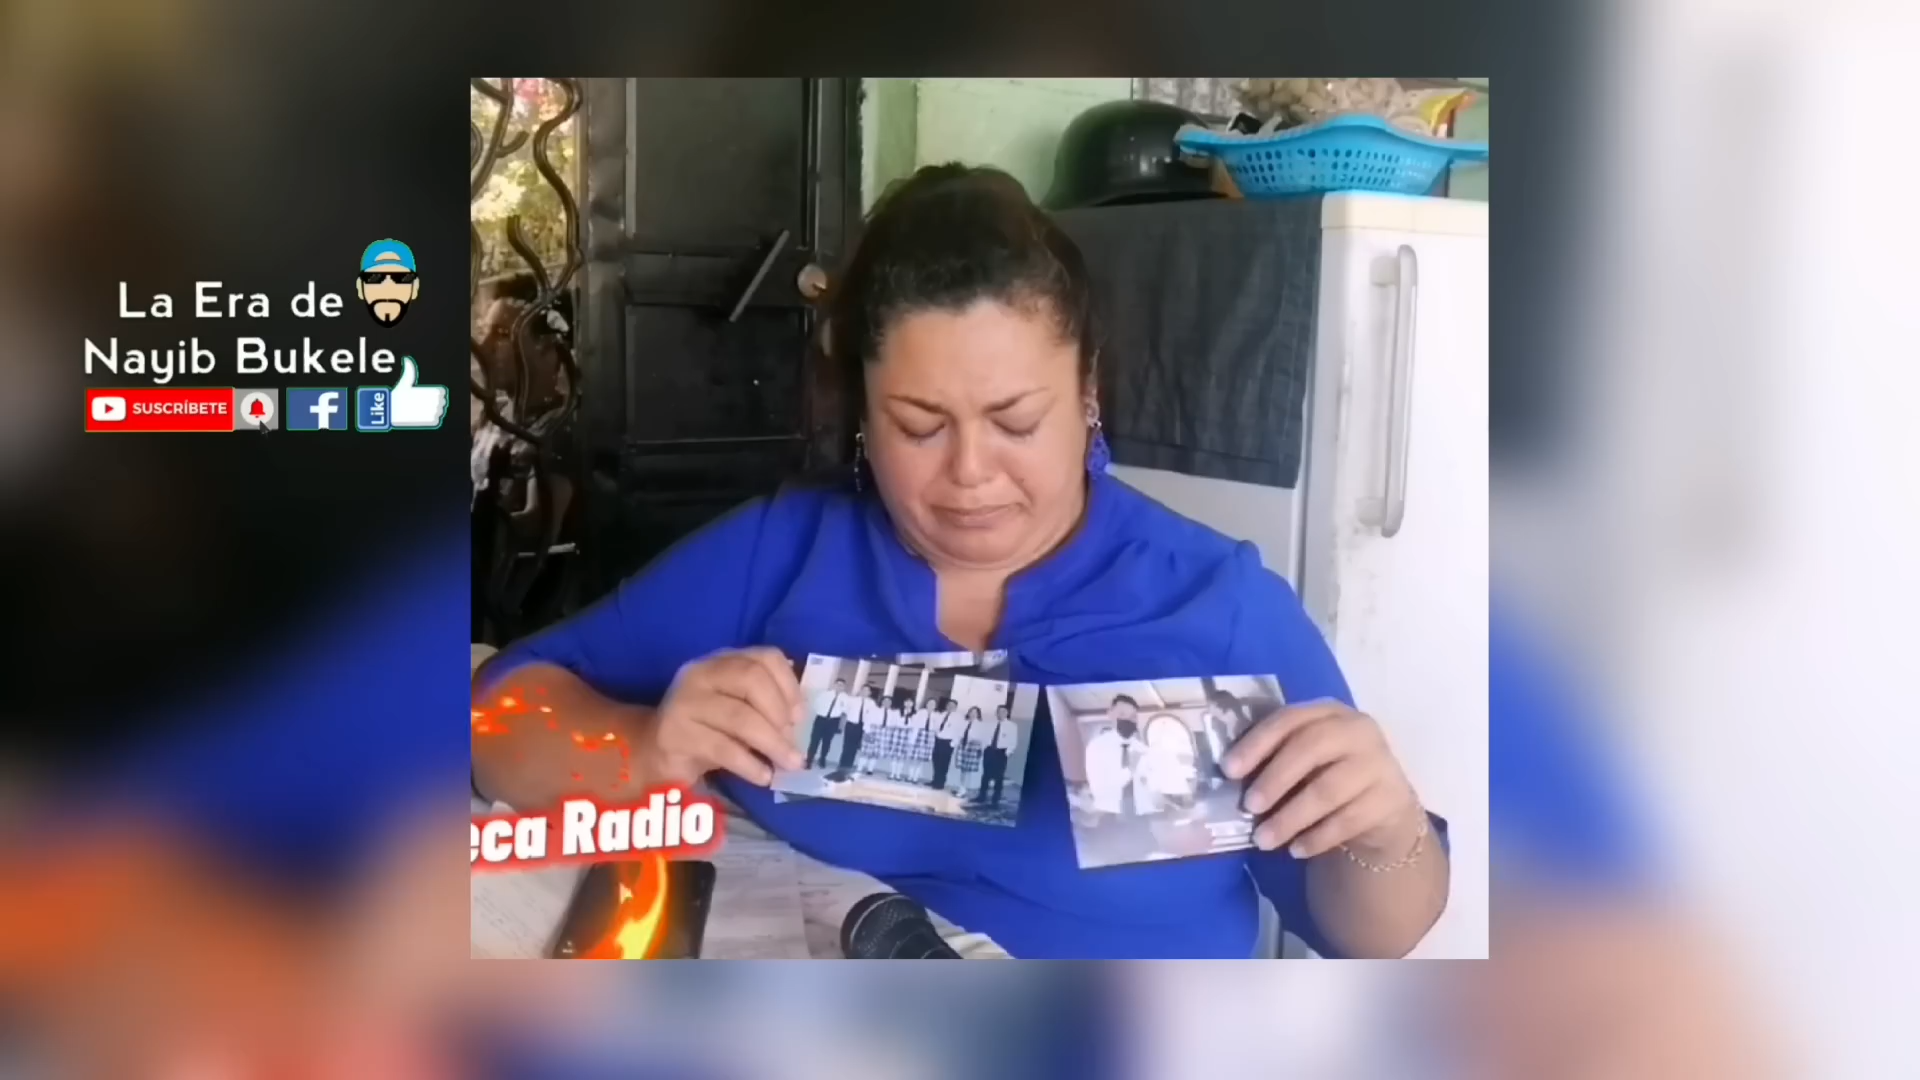 La Era de
Nayib Bukele
SUSCRÍBETE
f
Like
eca Radio